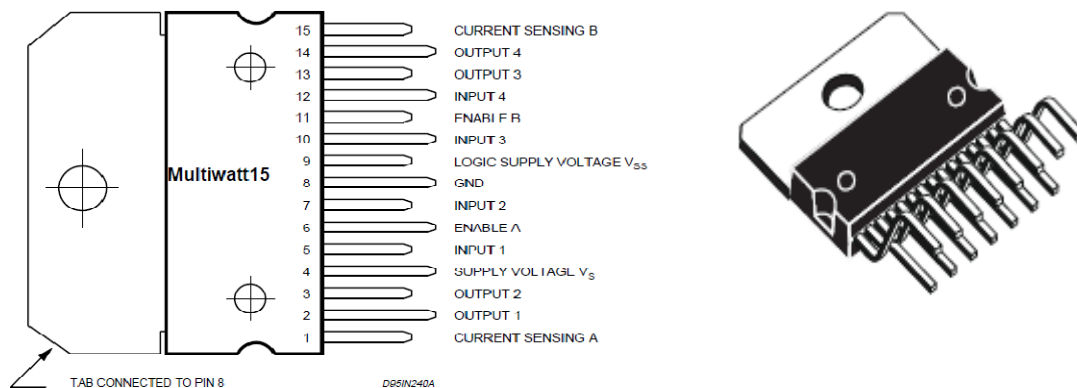 15 CURRENT SENSING B
14 OUTPUT 4
13 OUTPUT 3
12 INPUT 4
11 ENABLE B
10 INPUT 3
9 LOGIC SUPPLY VOLTAGE VSS
Multiwatt15
8 GND
7 INPUT 2
6 ENABLE A
5 INPUT 1
4 SUPPLY VOLTAGE VS
3 OUTPUT 2
2 OUTPUT 1
1 CURRENT SENSING A
TAB CONNECTED TO PIN 8
D95IN240A